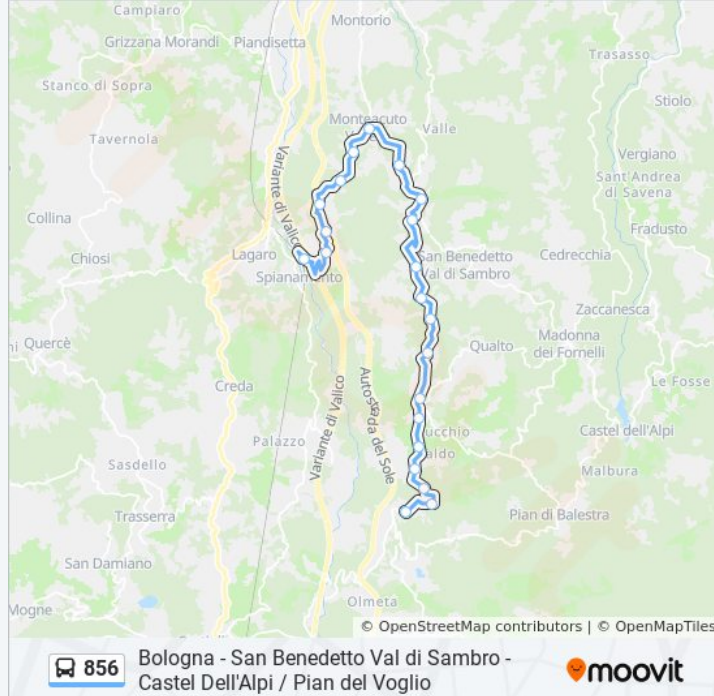 Campiaro
Montorio
Grizzana Morandi
Piandisetta
Trasasso
Stanco di Sopra
Stiolo
Monteacuto
Tavernola
Valle
Vergiano
Sant Andrea
di Savena
Variante di Valico
Collina
Fradusto
Chiosi
Lagaro
San Benedetto
Val di Sambro
Cedrecchia
Spianamento
Zaccanesca
Quercè
Qualto
Madonna
dei Fornelli
Creda
Le Fosse
Variante di Valico
Autostrada del Sole
Castel dell'Alpi
Palazzo
Sasdello
Malbura
Trasserra
Pian di Balestra
San Damiano
Mogne
Olmeta
© OpenStreetMap contributors | © OpenMapTiles
856
Bologna - San Benedetto Val di Sambro -
Castel Dell'Alpi / Pian del Voglio
moovit